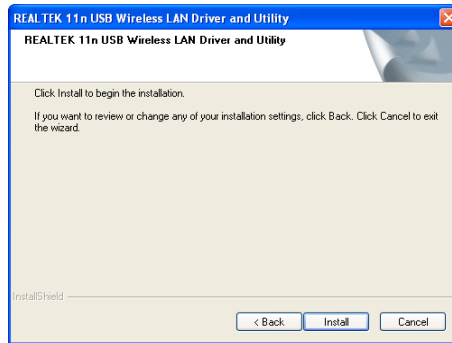 REALTEK 11n USB Wireless LAN Driver and Utility
REALTEK 11n USB Wireless LAN Driver and Utility
Click Install to begin the installation.
If you want to review or change any of your installation settings, click Back. Click Cancel to exit
the wizard.
InstallShield
< Back
Install
Cancel